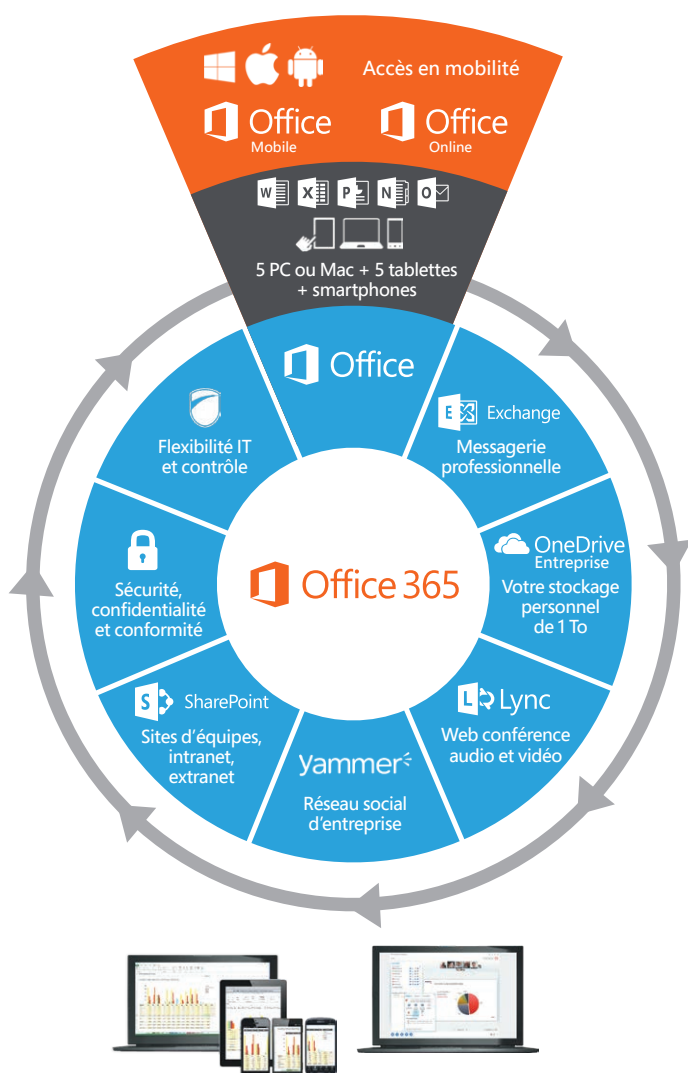 Accès en mobilité
Office
Mobile
Office
Online
W X P N O
5 PC ou Mac + 5 tablettes
+ smartphones
Office
E Exchange
Messagerie
professionnelle
OneDrive
Entreprise
Votre stockage
personnel
de 1 To
L Lync
Web conférence
audio et vidéo
yammer
Réseau social
d'entreprise
S SharePoint
Sites d'équipes,
intranet,
extranet
Sécurité,
confidentialité
et conformité
Flexibilité IT
et contrôle
Office 365